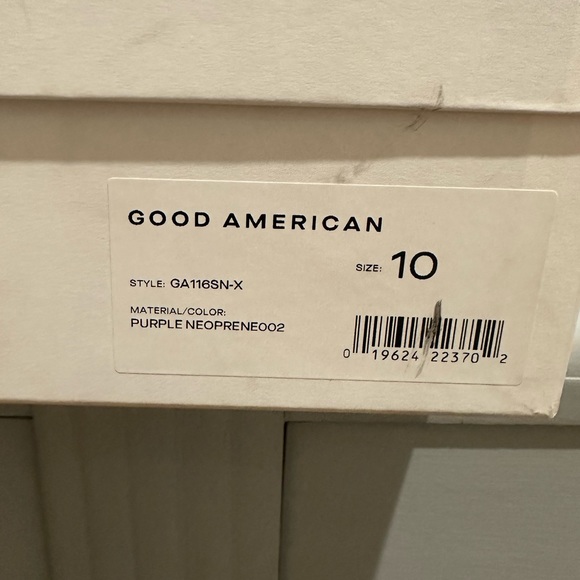 GOOD AMERICAN
SIZE: 10
STYLE: GA116SN-X
MATERIAL/COLOR:
PURPLE NEOPRENE002
0 19624 22370 2